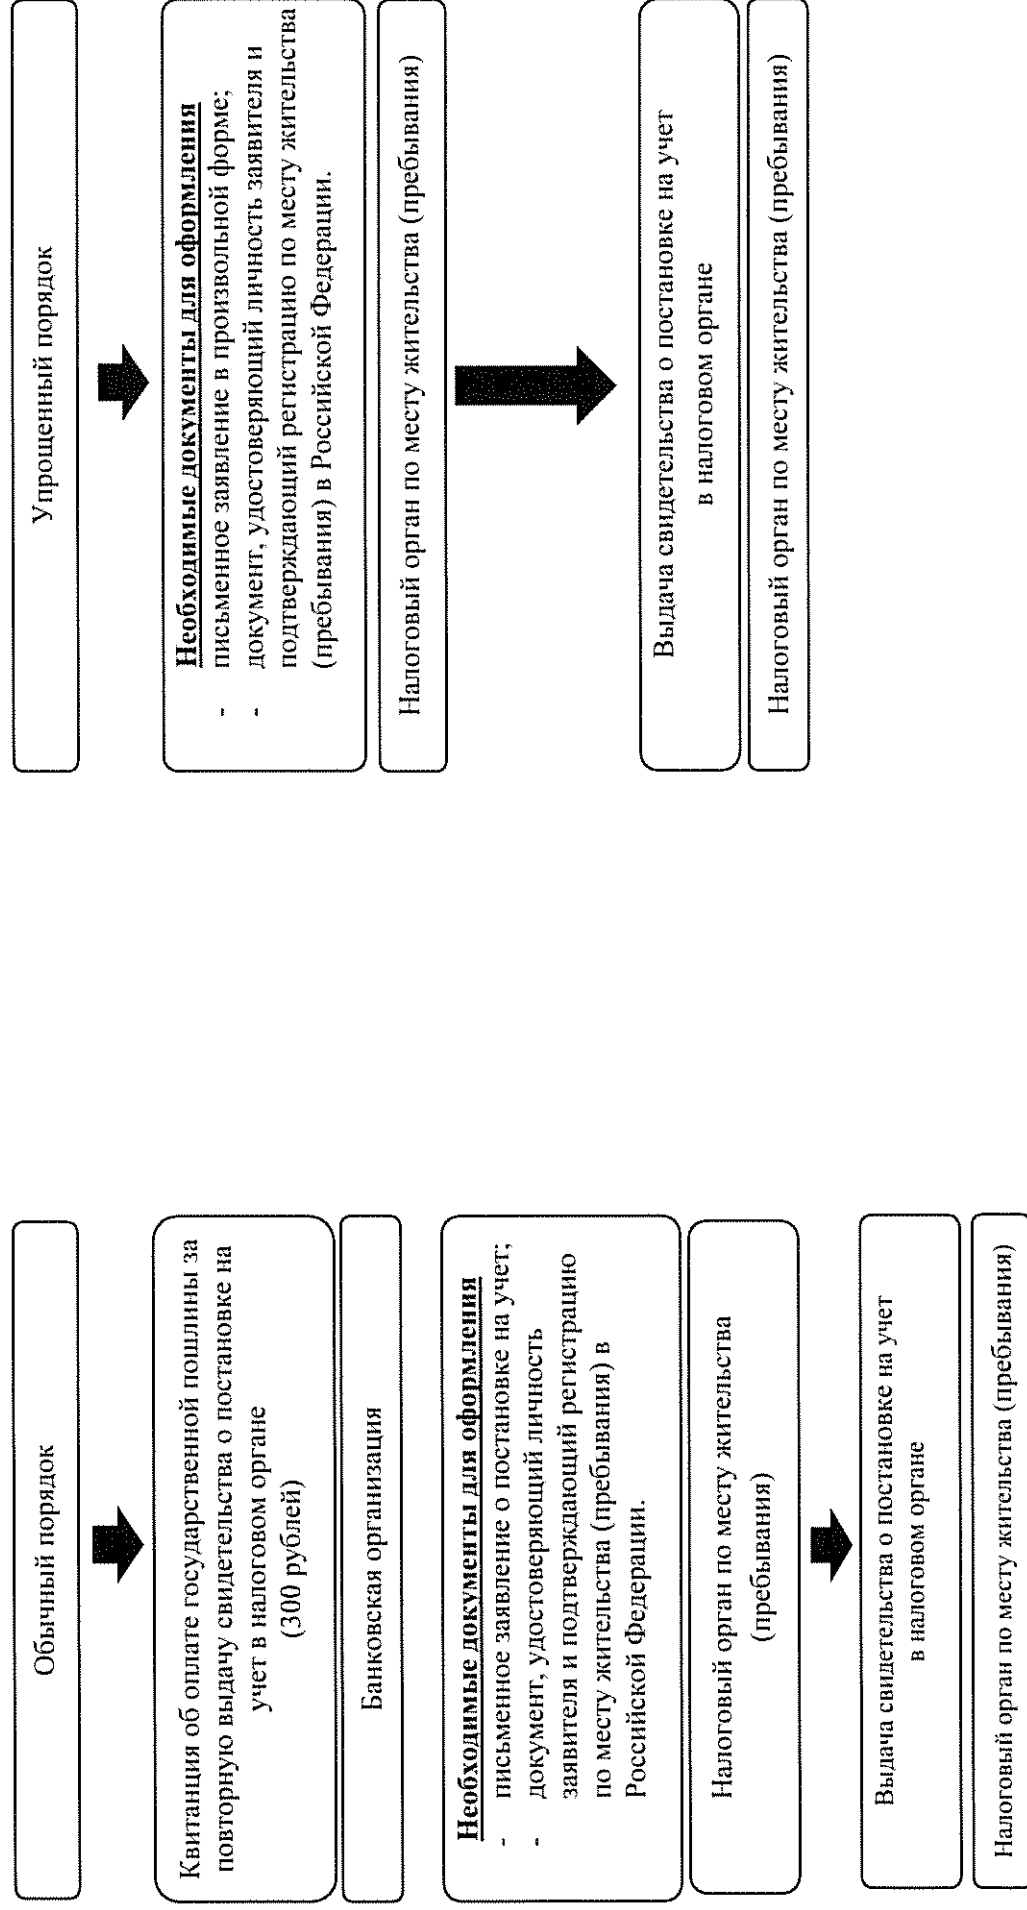 Обычный порядок
Квитанция об оплате государственной пошлины за
повторную выдачу свидетельства о постановке на
учет в налоговом органе
(300 рублей)
Банковская организация
Необходимые документы для оформления
- письменное заявление о постановке на учет;
- документ, удостоверяющий личность
заявителя и подтверждающий регистрацию
по месту жительства (пребывания) в
Российской Федерации.
Налоговый орган по месту жительства
(пребывания)
Выдача свидетельства о постановке на учет
в налоговом органе
Налоговый орган по месту жительства (пребывания)
Упрощенный порядок
Необходимые документы для оформления
- письменное заявление в произвольной форме;
- документ, удостоверяющий личность заявителя и
подтверждающий регистрацию по месту жительства
(пребывания) в Российской Федерации.
Налоговый орган по месту жительства (пребывания)
Выдача свидетельства о постановке на учет
в налоговом органе
Налоговый орган по месту жительства (пребывания)